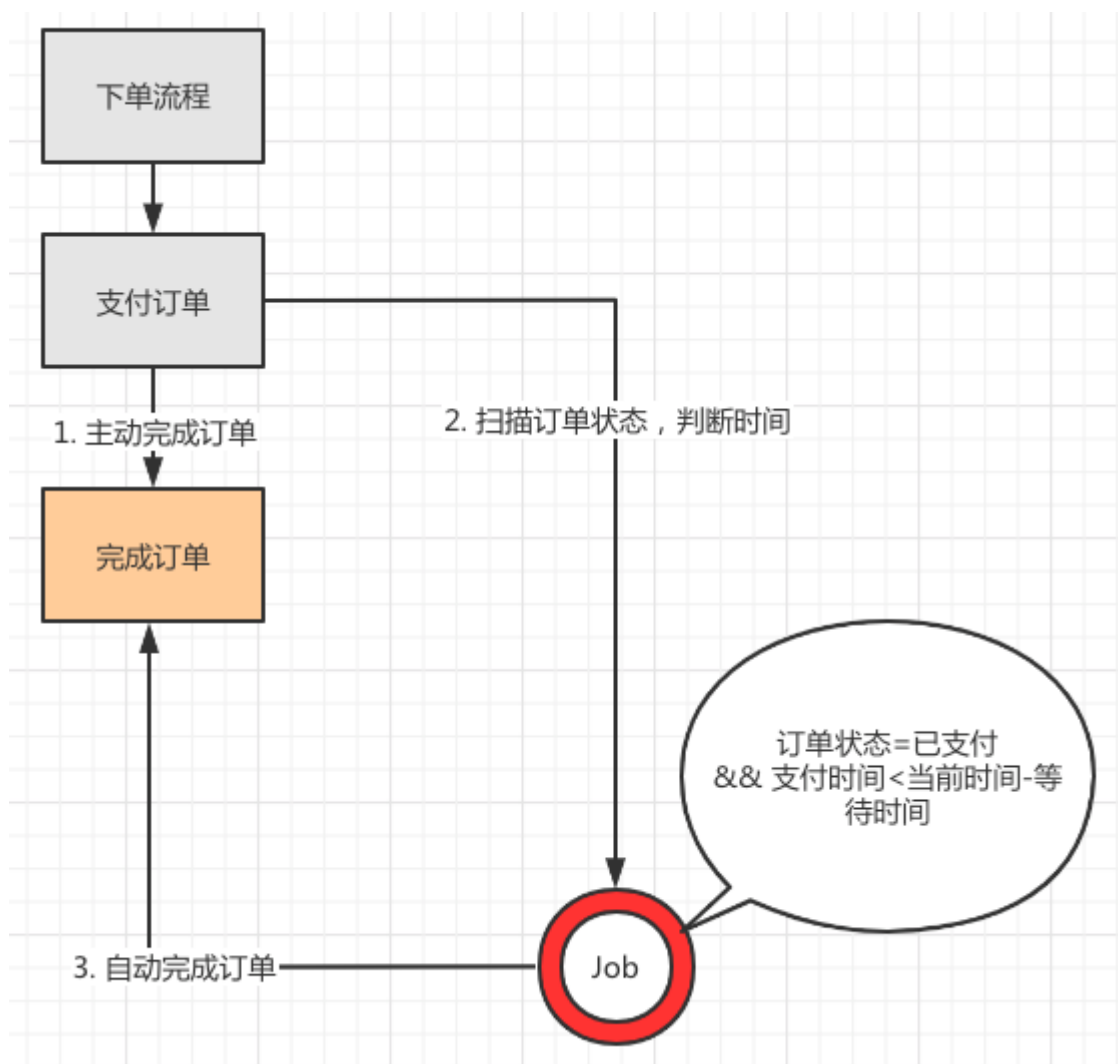 下单流程
支付订单
1. 主动完成订单
2. 扫描订单状态，判断时间
完成订单
订单状态=已支付
&& 支付时间<当前时间-等
待时间
3. 自动完成订单
Job